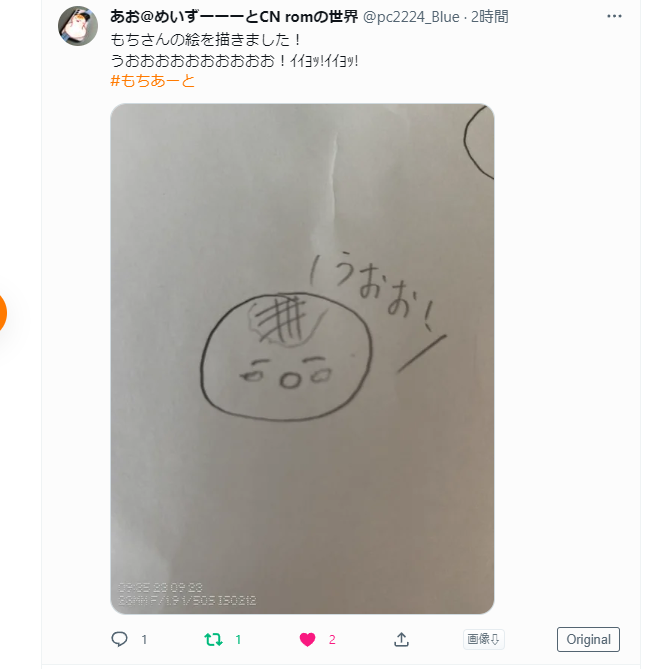 あお@めいずーーーとCN romの世界 @pc2224_Blue · 2時間
もちさんの絵を描きました！
うおおおおおおおおおお！ｲｲﾖｯ!ｲｲﾖｯ!
#もちあーと
うおお！
1 1 2 画像⇩ Original